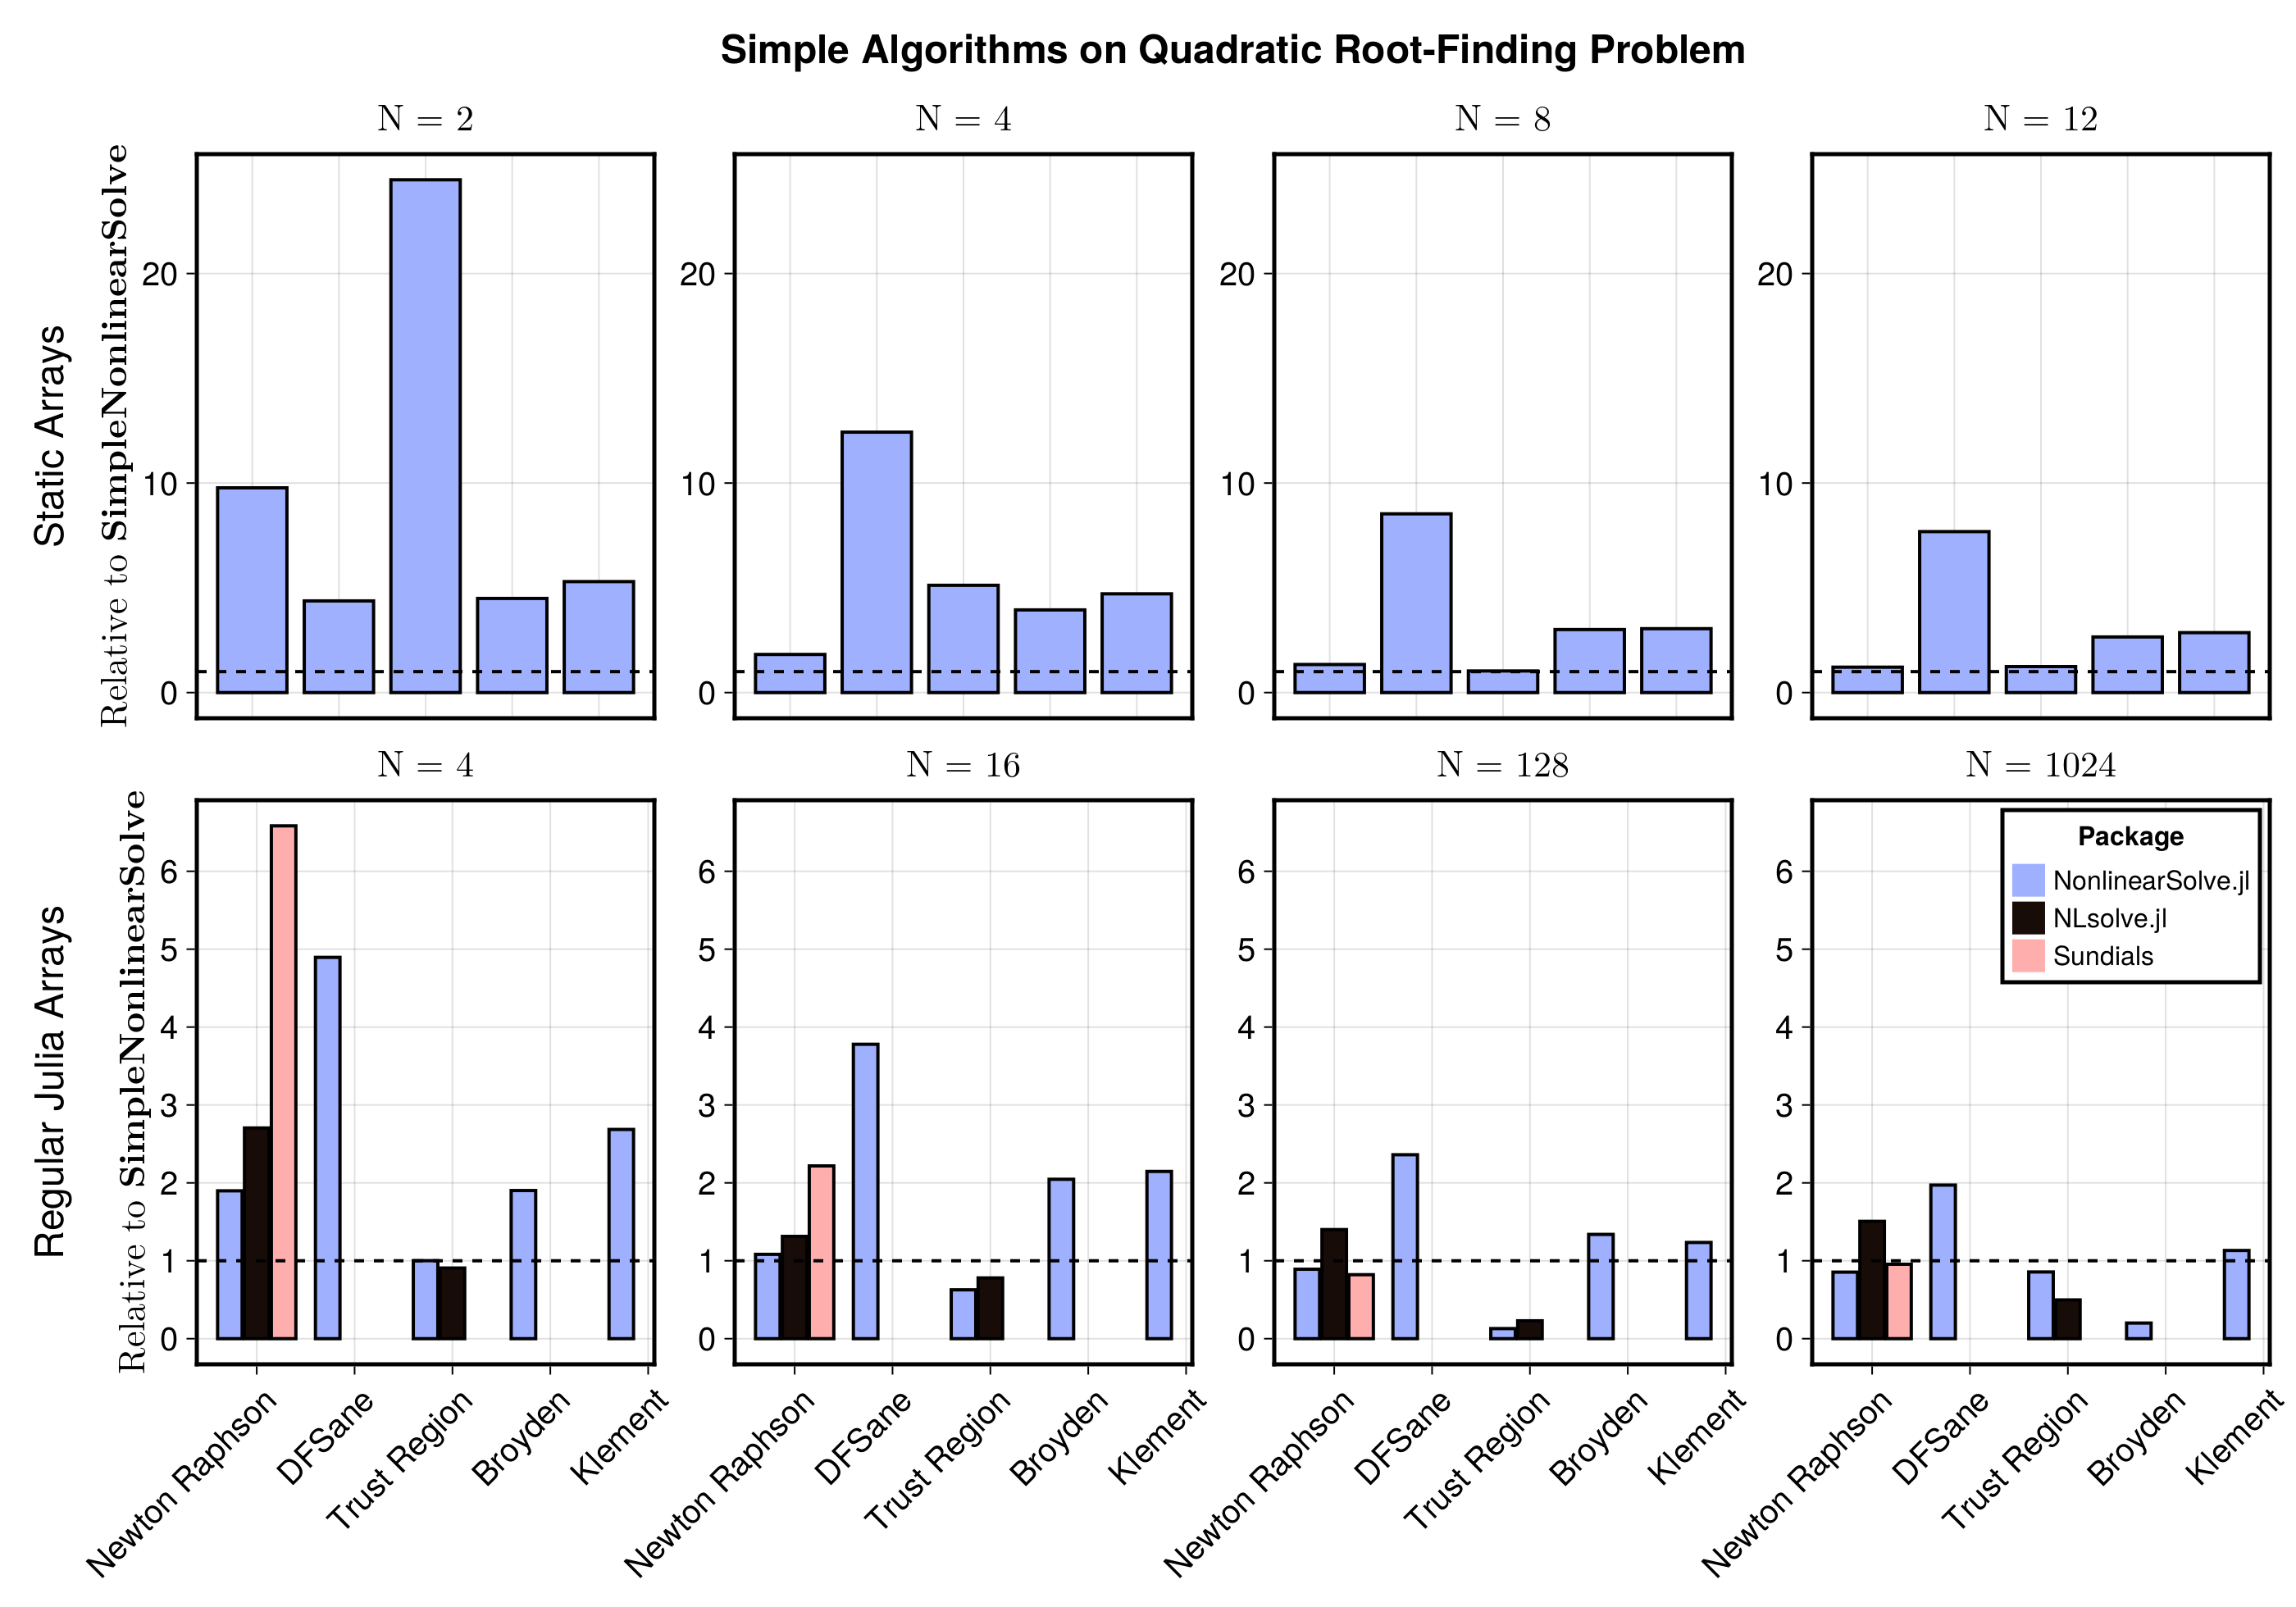 Simple Algorithms on Quadratic Root-Finding Problem
N = 2
N = 4
N = 8
N = 12
Static Arrays
Relative to SimpleNonlinearSolve
20
10
0
20
10
0
20
10
0
20
10
0
N = 4
N = 16
N = 128
N = 1024
Regular Julia Arrays
Relative to SimpleNonlinearSolve
6
5
4
3
2
1
0
6
5
4
3
2
1
0
6
5
4
3
2
1
0
6
5
4
3
2
1
0
Package
NonlinearSolve.jl
NLsolve.jl
Sundials
Newton Raphson
DFSane
Trust Region
Broyden
Klement
Newton Raphson
DFSane
Trust Region
Broyden
Klement
Newton Raphson
DFSane
Trust Region
Broyden
Klement
Newton Raphson
DFSane
Trust Region
Broyden
Klement